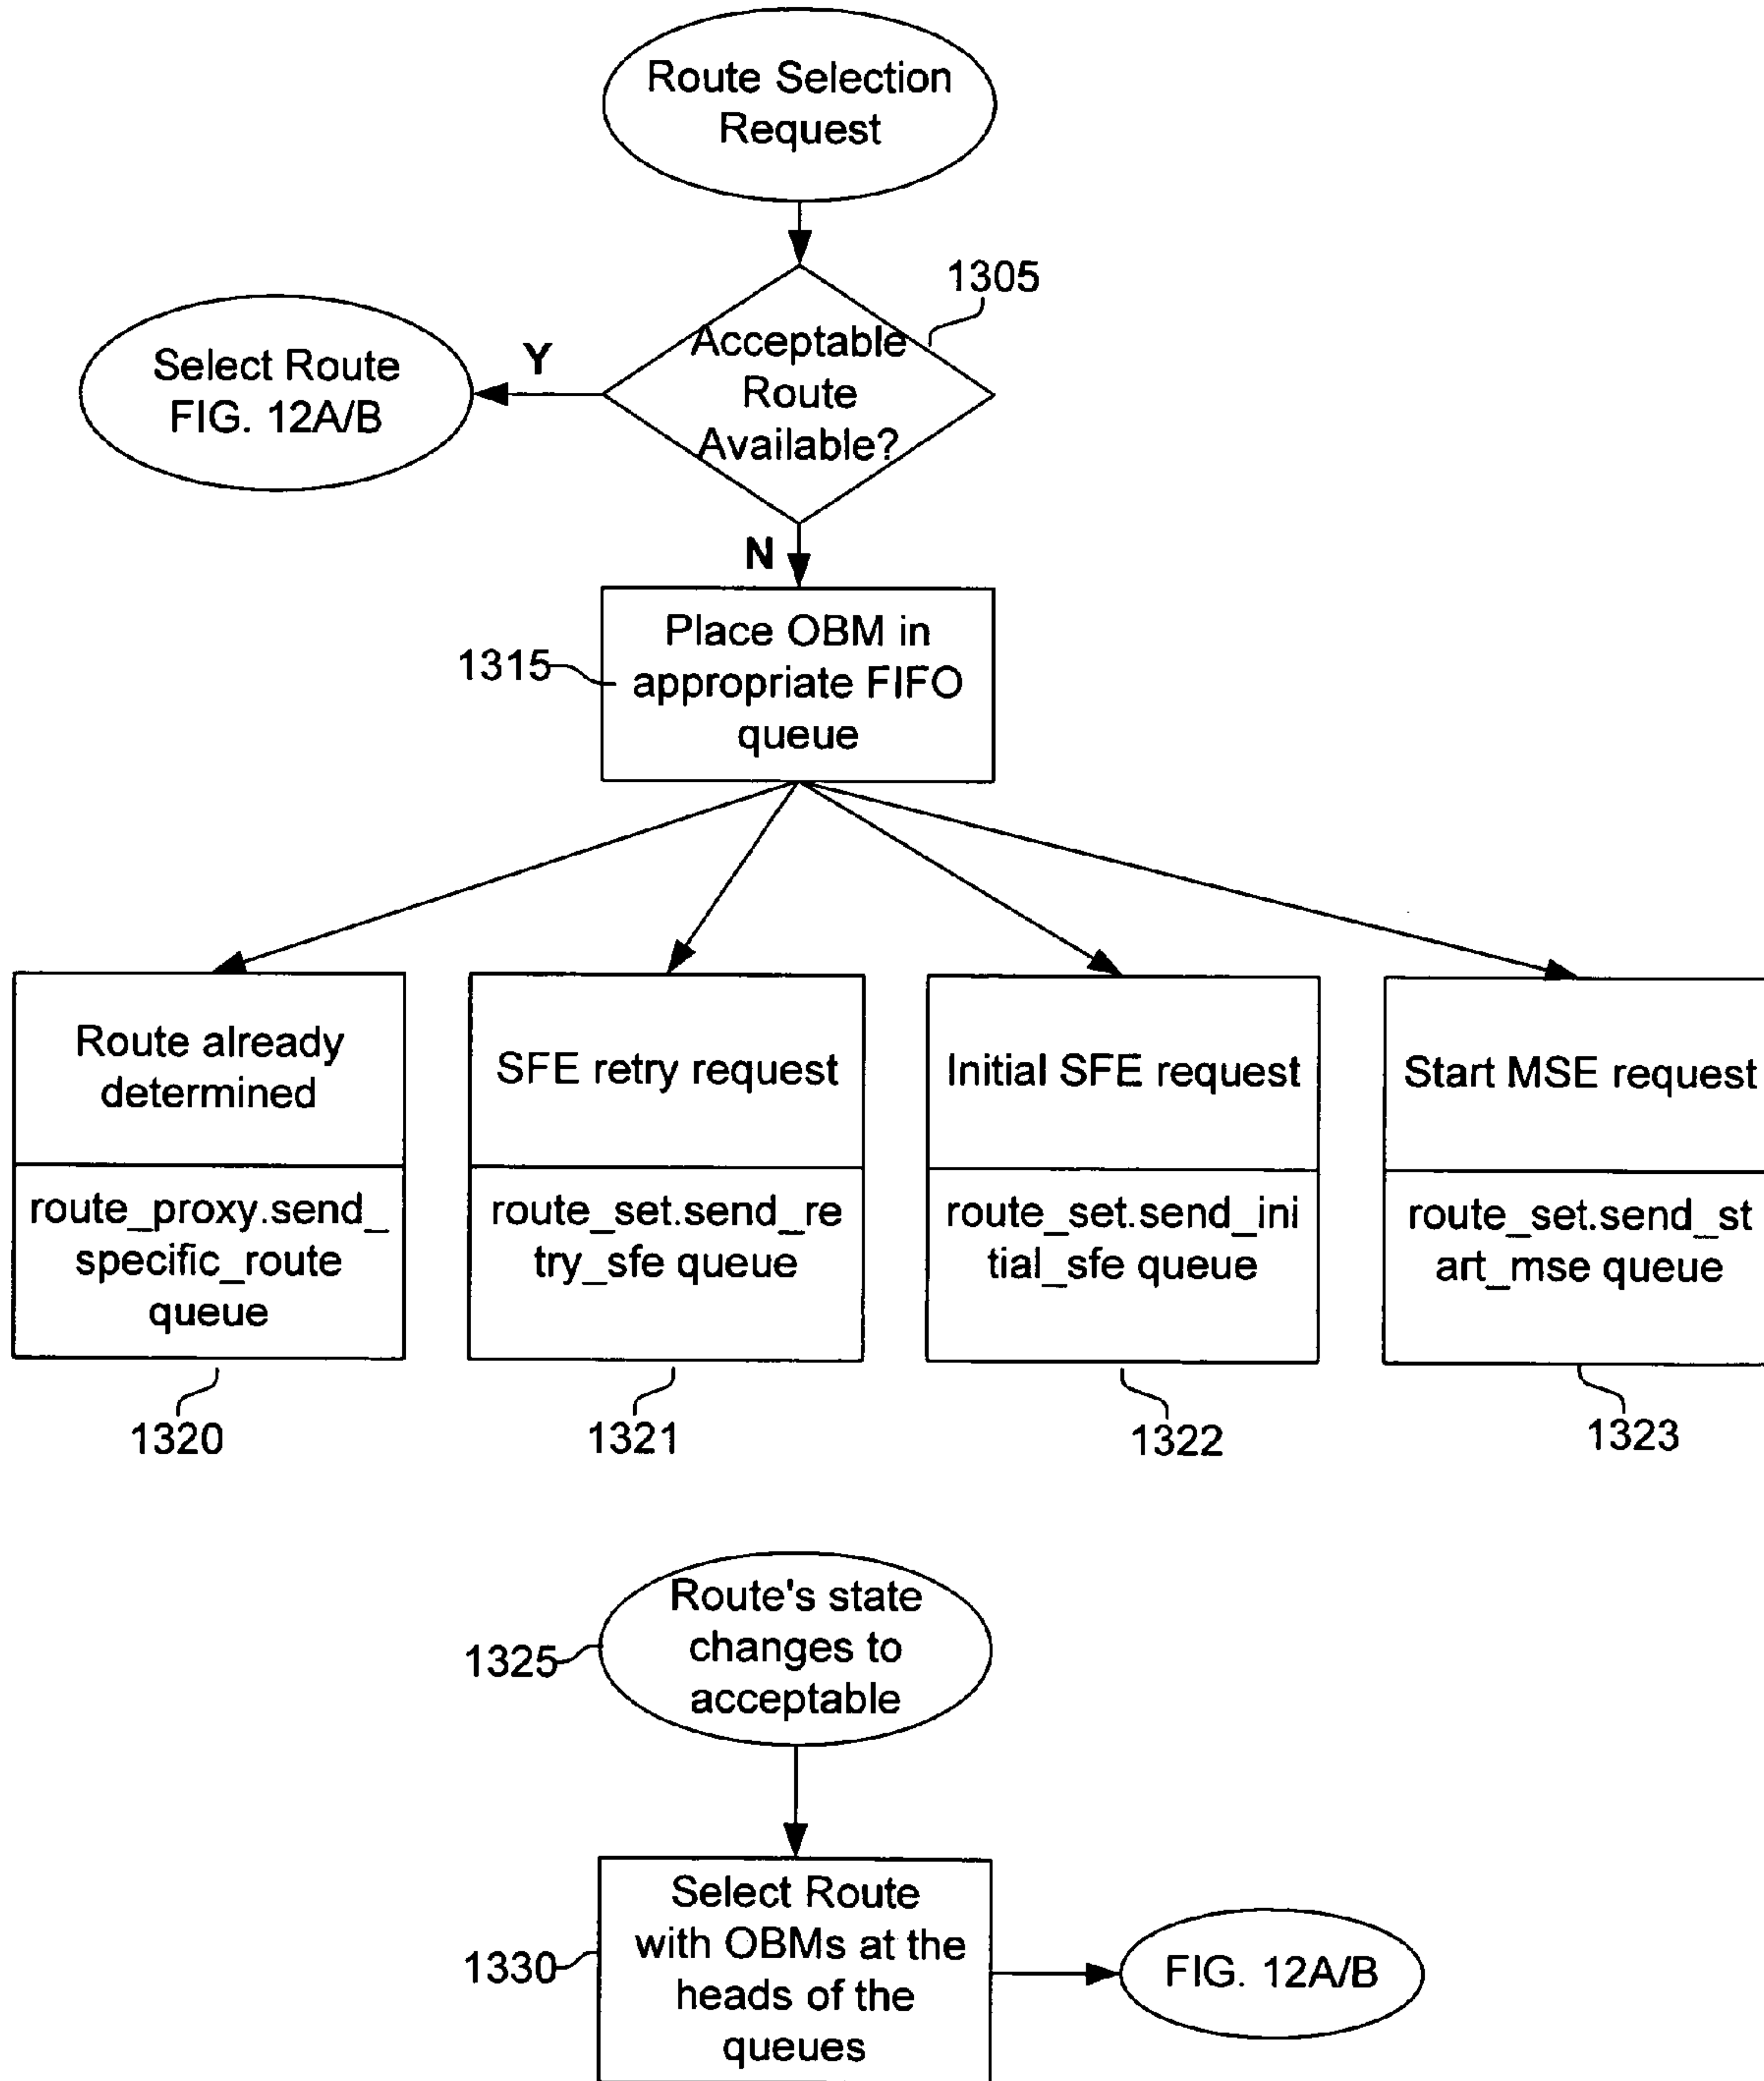 Route Selection
Request
1305
Acceptable
Route
Available?
Y
Select Route
FIG. 12A/B
N
1315
Place OBM in
appropriate FIFO
queue
Route already
determined
route_proxy.send_
specific_route
queue
1320
SFE retry request
route_set.send_re
try_sfe queue
1321
Initial SFE request
route_set.send_ini
tial_sfe queue
1322
Start MSE request
route_set.send_st
art_mse queue
1323
1325
Route's state
changes to
acceptable
1330
Select Route
with OBMs at the
heads of the
queues
FIG. 12A/B